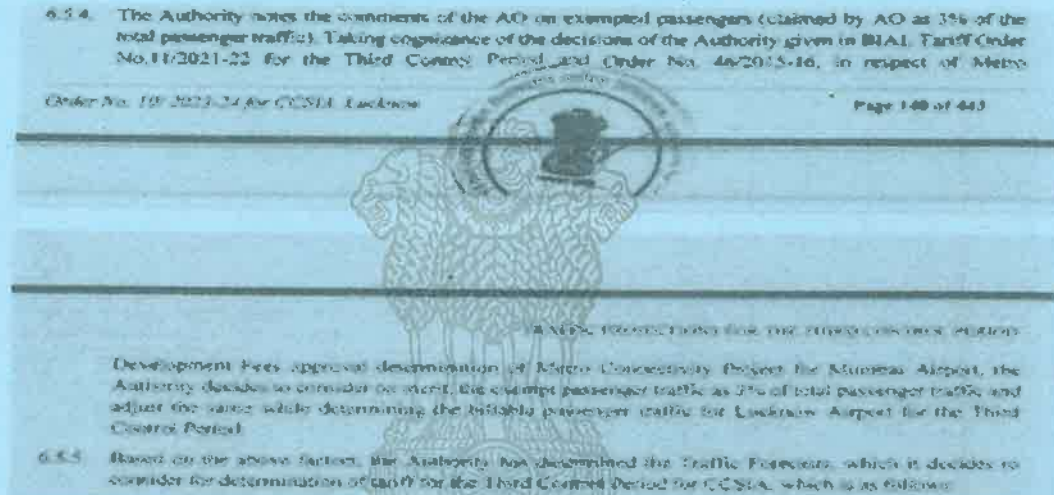 6.5.4. The Authority notes the comments of the AO on exempted passengers (claimed by AO as 3% of the
total passenger traffic). Taking cognizance of the decisions of the Authority given in BIAL Tariff Order
No.11/2021-22 for the Third Control Period and Order No. 46/2015-16, in respect of Metro
Order No. 10/ 2023-24 for CCSIA, Lucknow
Page 140 of 443
TRAFFIC PROJECTIONS FOR THE THIRD CONTROL PERIOD
Development Fees approval determination of Metro Connectivity Project for Mumbai Airport, the
Authority decides to consider on merit, the exempt passenger traffic as 3% of total passenger traffic and
adjust the same while determining the billable passenger traffic for Lucknow Airport for the Third
Control Period.
6.5.5 Based on the above factors, the Authority has determined the Traffic Forecasts, which it decides to
consider for determination of tariff for the Third Control Period for CCSIA, which is as follows: